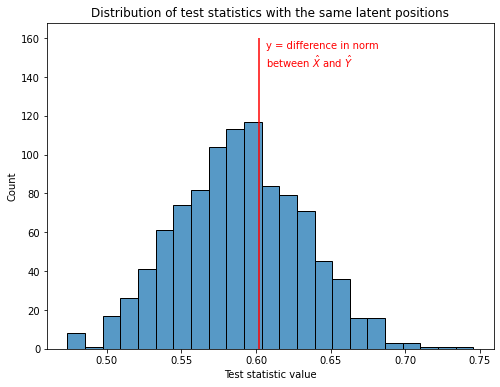 Distribution of test statistics with the same latent positions
160
140
120
100
80
60
40
20
0
Count
y = difference in norm
between X̂ and Ŷ
0.50 0.55 0.60 0.65 0.70 0.75
Test statistic value